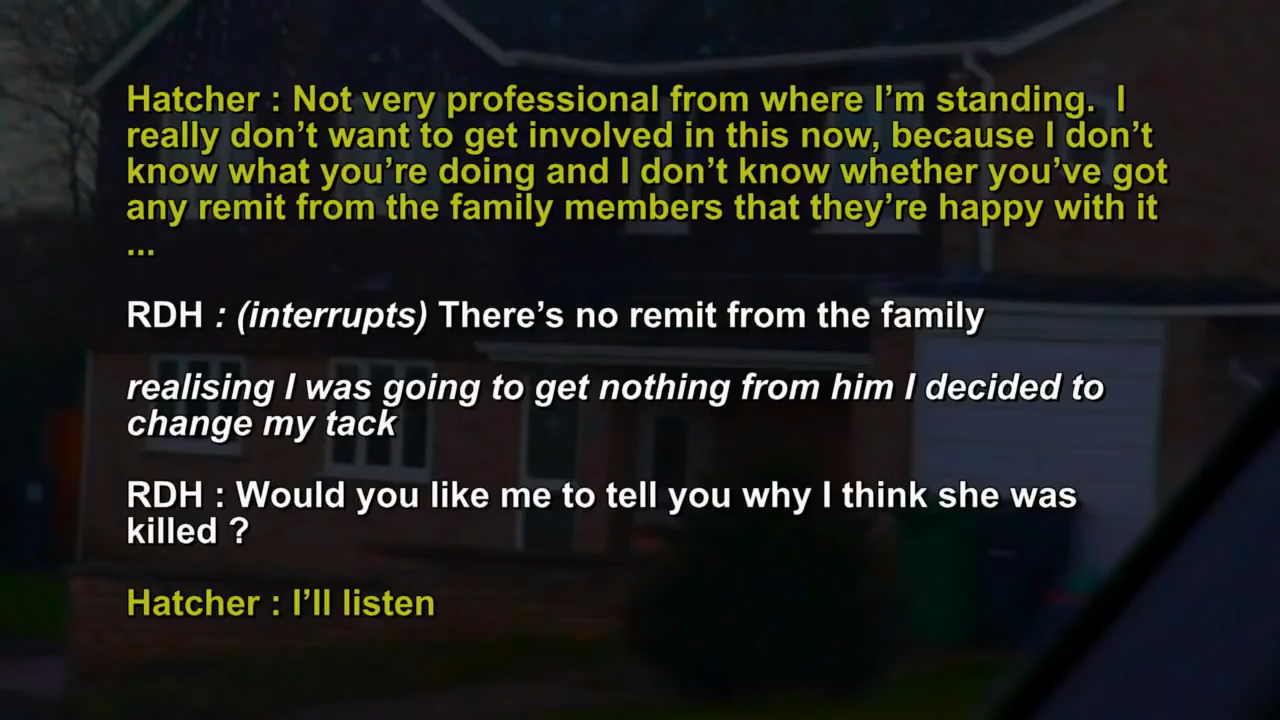 Hatcher : Not very professional from where I’m standing.  I
really don’t want to get involved in this now, because I don’t
know what you’re doing and I don’t know whether you’ve got
any remit from the family members that they’re happy with it
...
RDH : (interrupts) There’s no remit from the family
realising I was going to get nothing from him I decided to
change my tack
RDH : Would you like me to tell you why I think she was
killed ?
Hatcher : I’ll listen